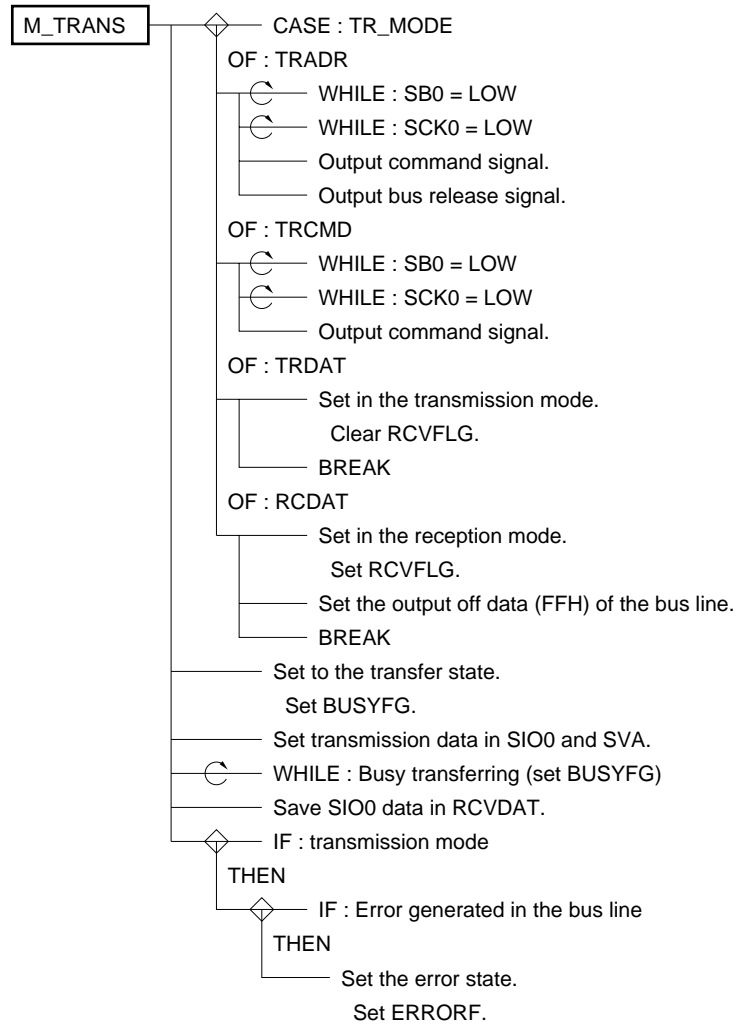 M_TRANS
CASE : TR_MODE
OF : TRADR
WHILE : SB0 = LOW
WHILE : SCK0 = LOW
Output command signal.
Output bus release signal.
OF : TRCMD
WHILE : SB0 = LOW
WHILE : SCK0 = LOW
Output command signal.
OF : TRDAT
Set in the transmission mode.
Clear RCVFLG.
BREAK
OF : RCDAT
Set in the reception mode.
Set RCVFLG.
Set the output off data (FFH) of the bus line.
BREAK
Set to the transfer state.
Set BUSYFG.
Set transmission data in SIO0 and SVA.
WHILE : Busy transferring (set BUSYFG)
Save SIO0 data in RCVDAT.
IF : transmission mode
THEN
IF : Error generated in the bus line
THEN
Set the error state.
Set ERRORF.